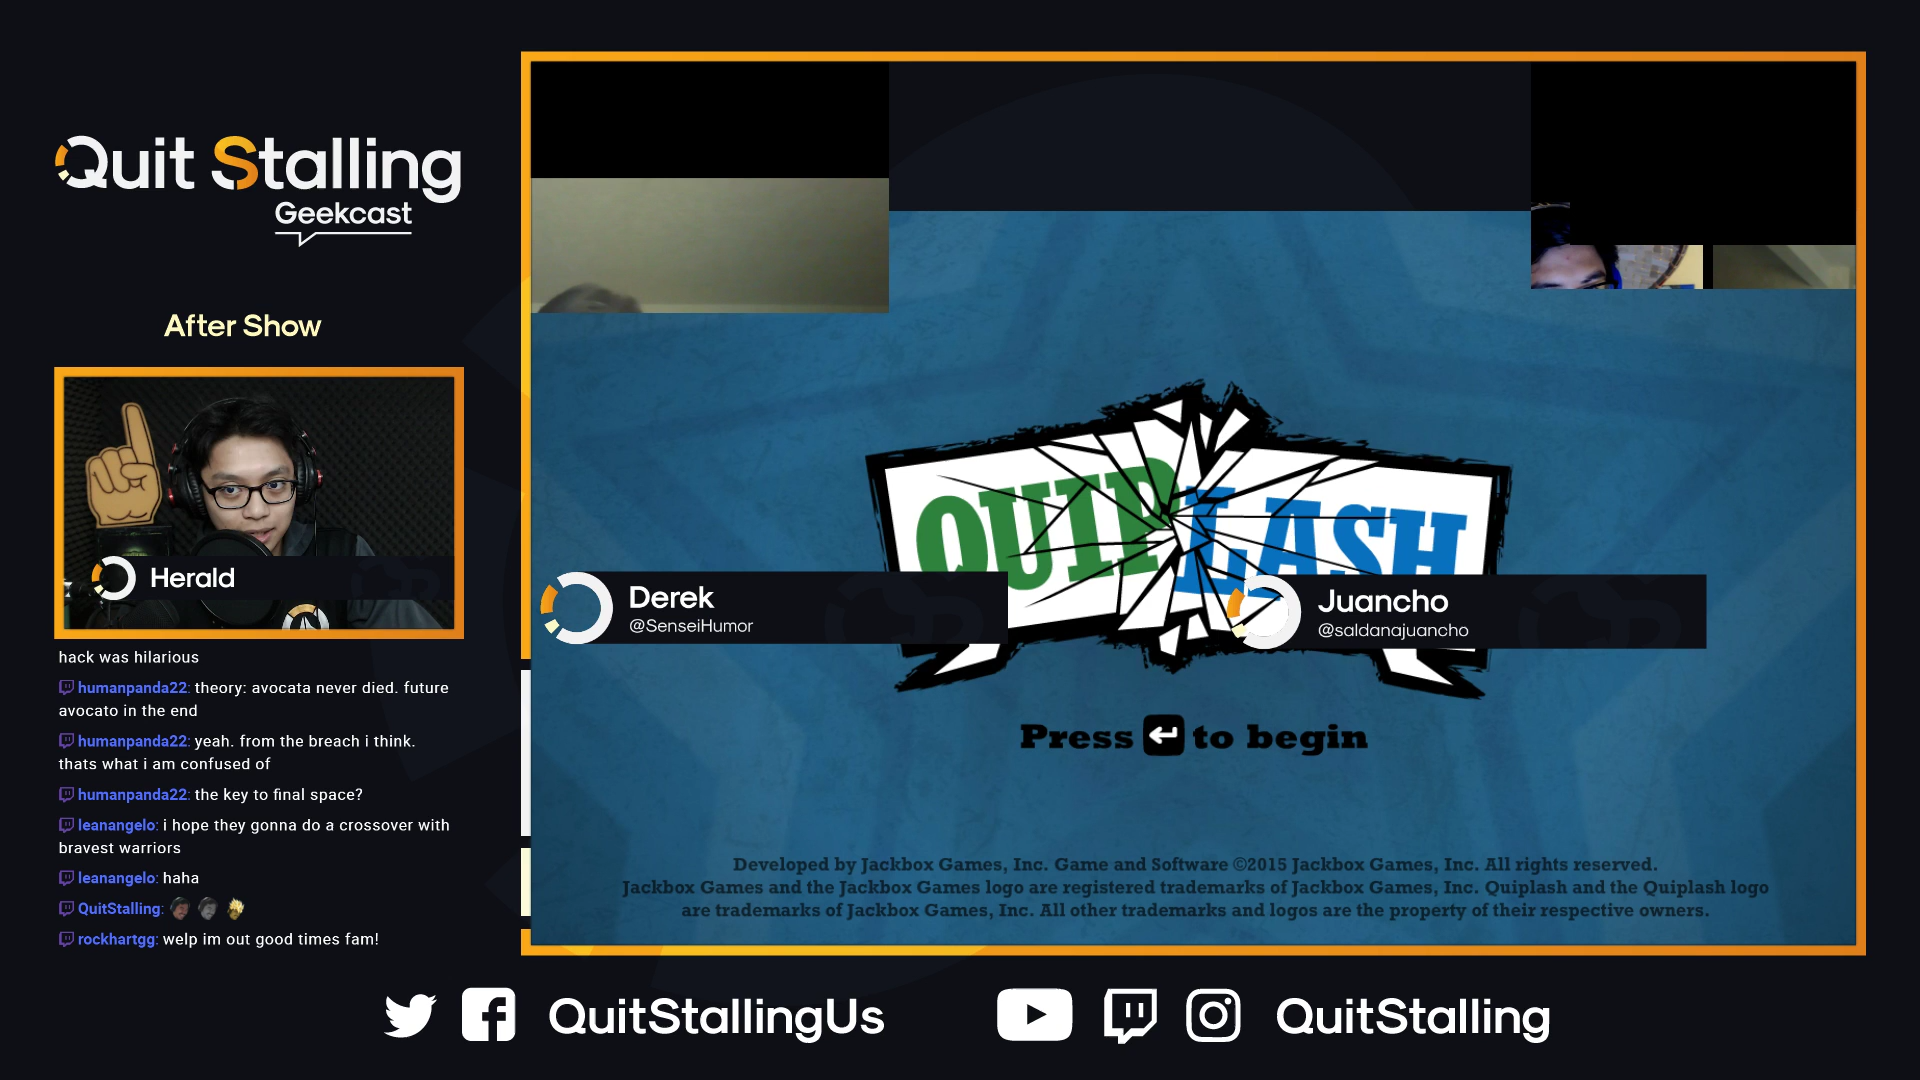 Quit Stalling
Geekcast
After Show
Herald
hack was hilarious
humanpanda22: theory: avocata never died. future
avocato in the end
humanpanda22: yeah. from the breach i think.
thats what i am confused of
humanpanda22: the key to final space?
leanangelo: i hope they gonna do a crossover with
bravest warriors
leanangelo: haha
QuitStalling:
rockhartgg: welp im out good times fam!
QUIPLASH
Derek
@SenseiHumor
Juancho
@saldanajuancho
Press to begin
Developed by Jackbox Games, Inc. Game and Software ©2015 Jackbox Games, Inc. All rights reserved.
Jackbox Games and the Jackbox Games logo are registered trademarks of Jackbox Games, Inc. Quiplash and the Quiplash logo
are trademarks of Jackbox Games, Inc. All other trademarks and logos are the property of their respective owners.
QuitStallingUs
QuitStalling